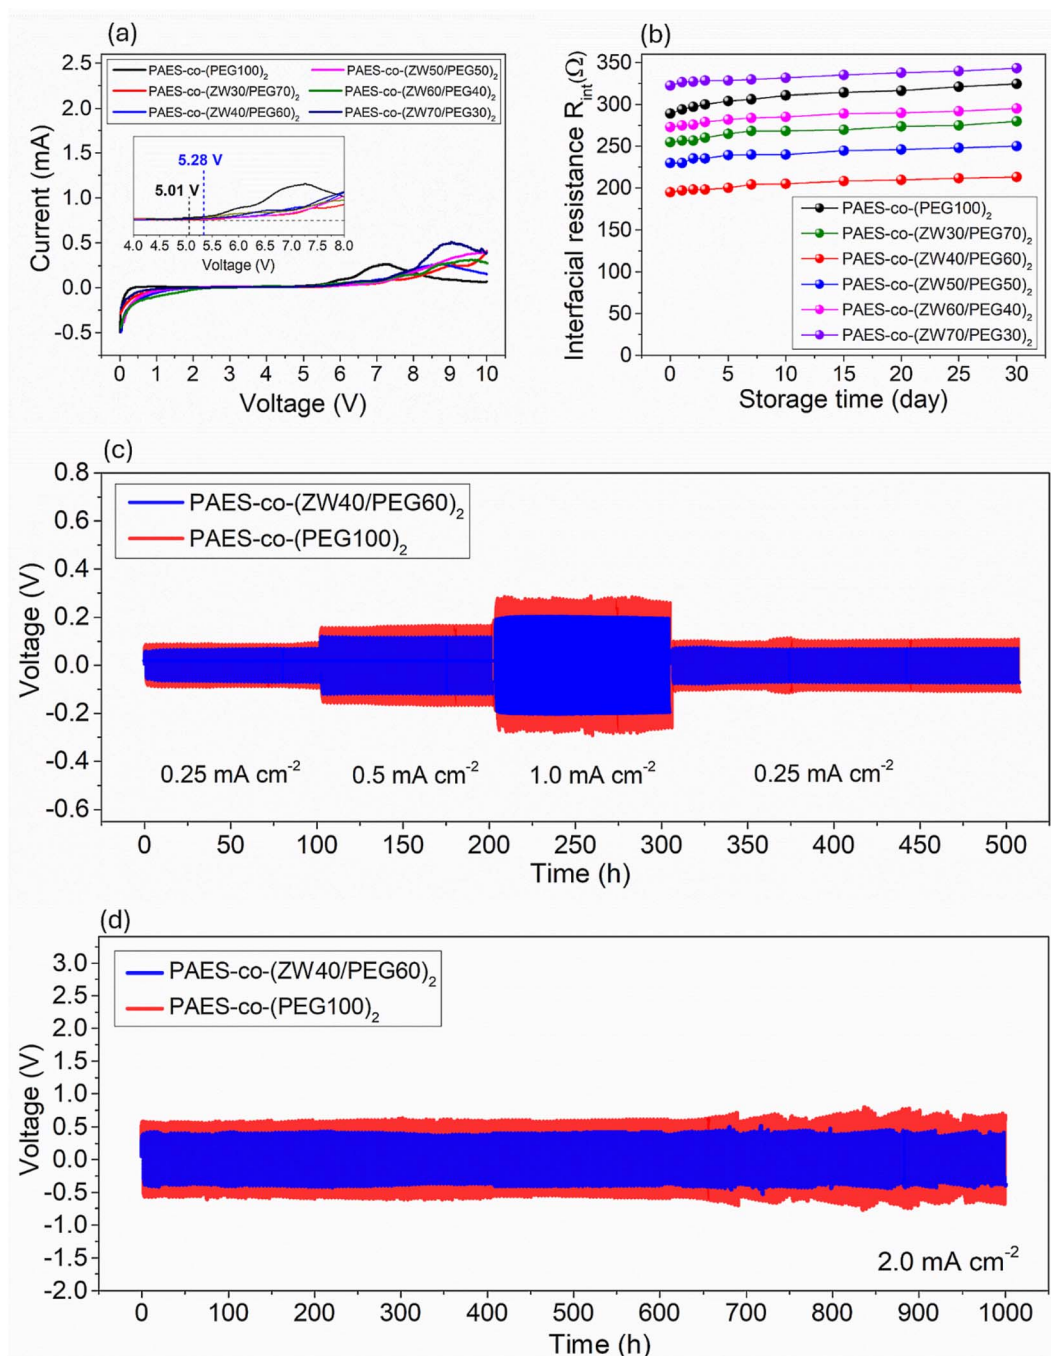 (a)
2.5
2.0
1.5
1.0
0.5
0.0
-0.5
Current (mA)
PAES-co-(PEG100)₂
PAES-co-(ZW30/PEG70)₂
PAES-co-(ZW40/PEG60)₂
PAES-co-(ZW50/PEG50)₂
PAES-co-(ZW60/PEG40)₂
PAES-co-(ZW70/PEG30)₂
5.28 V
5.01 V
4.0 4.5 5.0 5.5 6.0 6.5 7.0 7.5 8.0
Voltage (V)
0 1 2 3 4 5 6 7 8 9 10
Voltage (V)
(b)
350
300
250
200
150
100
50
0
Interfacial resistance R_int(Ω)
PAES-co-(PEG100)₂
PAES-co-(ZW30/PEG70)₂
PAES-co-(ZW40/PEG60)₂
PAES-co-(ZW50/PEG50)₂
PAES-co-(ZW60/PEG40)₂
PAES-co-(ZW70/PEG30)₂
0 5 10 15 20 25 30
Storage time (day)
(c)
0.8
0.6
0.4
0.2
0.0
-0.2
-0.4
-0.6
Voltage (V)
PAES-co-(ZW40/PEG60)₂
PAES-co-(PEG100)₂
0.25 mA cm⁻²
0.5 mA cm⁻²
1.0 mA cm⁻²
0.25 mA cm⁻²
0 50 100 150 200 250 300 350 400 450 500
Time (h)
(d)
3.0
2.5
2.0
1.5
1.0
0.5
0.0
-0.5
-1.0
-1.5
-2.0
Voltage (V)
PAES-co-(ZW40/PEG60)₂
PAES-co-(PEG100)₂
2.0 mA cm⁻²
0 100 200 300 400 500 600 700 800 900 1000
Time (h)